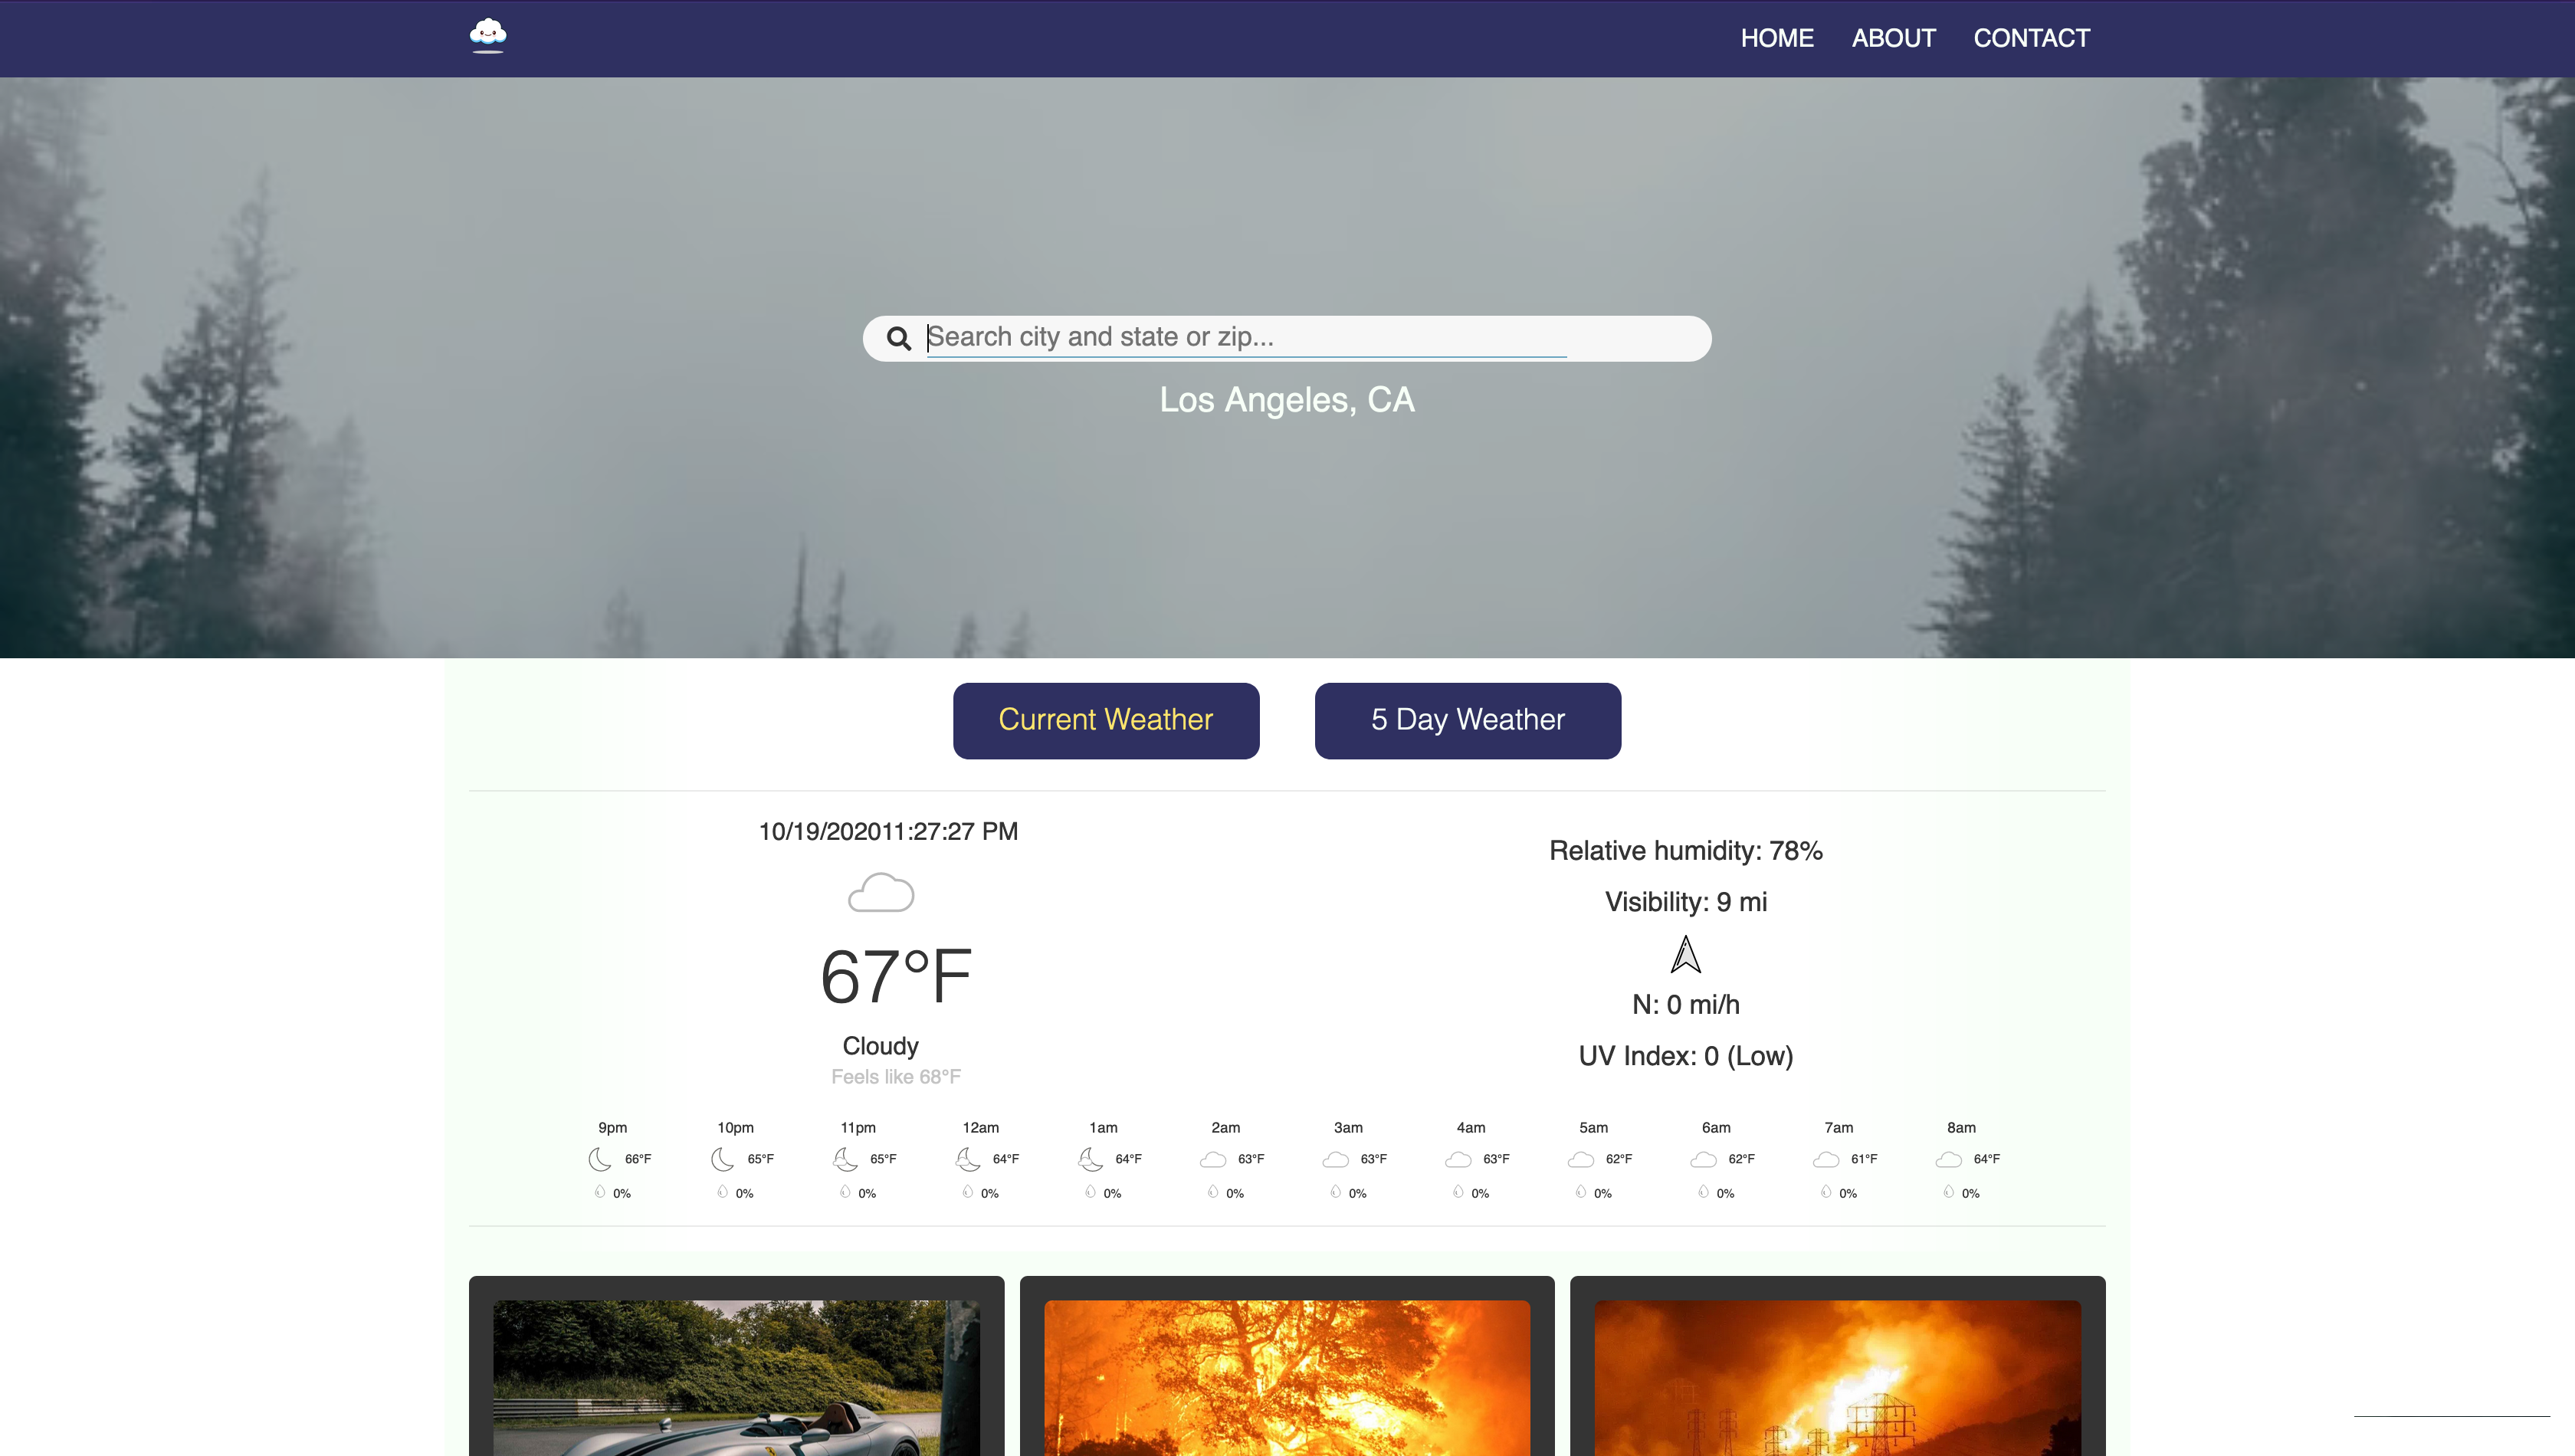 HOME ABOUT CONTACT
Search city and state or zip...
Los Angeles, CA
Current Weather 5 Day Weather
10/19/202011:27:27 PM
67°F
Cloudy
Feels like 68°F
Relative humidity: 78%
Visibility: 9 mi
N: 0 mi/h
UV Index: 0 (Low)
9pm 10pm 11pm 12am 1am 2am 3am 4am 5am 6am 7am 8am
66°F 65°F 65°F 64°F 64°F 63°F 63°F 63°F 62°F 62°F 61°F 64°F
0% 0% 0% 0% 0% 0% 0% 0% 0% 0% 0% 0%